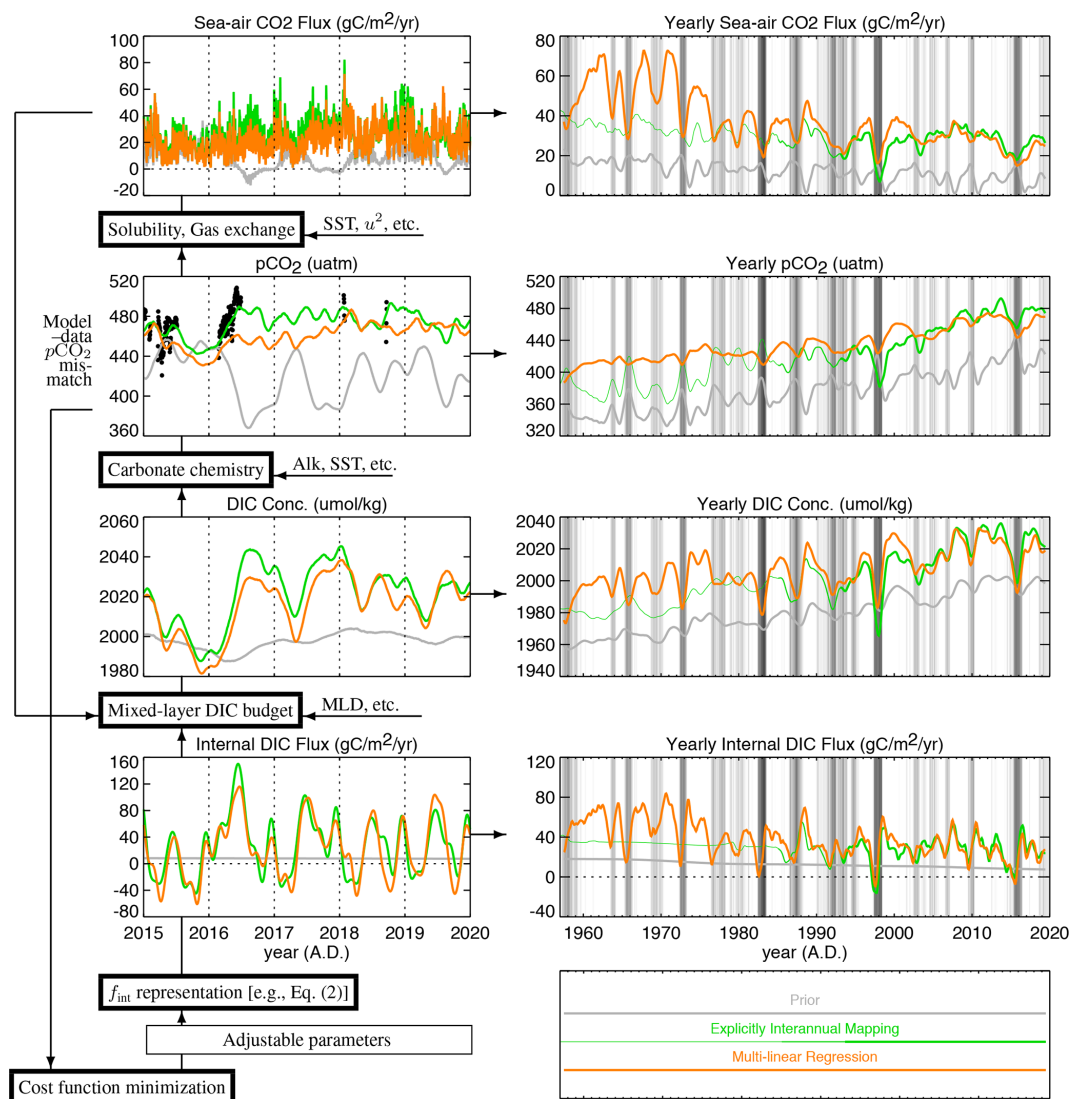 Sea-air CO2 Flux (gC/m²/yr)
100
80
60
40
20
0
-20
Yearly Sea-air CO2 Flux (gC/m²/yr)
80
60
40
20
0
Solubility, Gas exchange
SST, u², etc.
pCO₂ (uatm)
520
480
440
400
360
Model
–data
pCO₂
mis-
match
Yearly pCO₂ (uatm)
520
480
440
400
360
320
Carbonate chemistry
Alk, SST, etc.
DIC Conc. (umol/kg)
2060
2040
2020
2000
1980
Yearly DIC Conc. (umol/kg)
2040
2020
2000
1980
1960
1940
Mixed-layer DIC budget
MLD, etc.
Internal DIC Flux (gC/m²/yr)
160
120
80
40
0
-40
-80
2015 2016 2017 2018 2019 2020
year (A.D.)
Yearly Internal DIC Flux (gC/m²/yr)
120
80
40
0
-40
1960 1970 1980 1990 2000 2010 2020
year (A.D.)
f_int representation [e.g., Eq. (2)]
Adjustable parameters
Cost function minimization
Prior
Explicitly Interannual Mapping
Multi-linear Regression